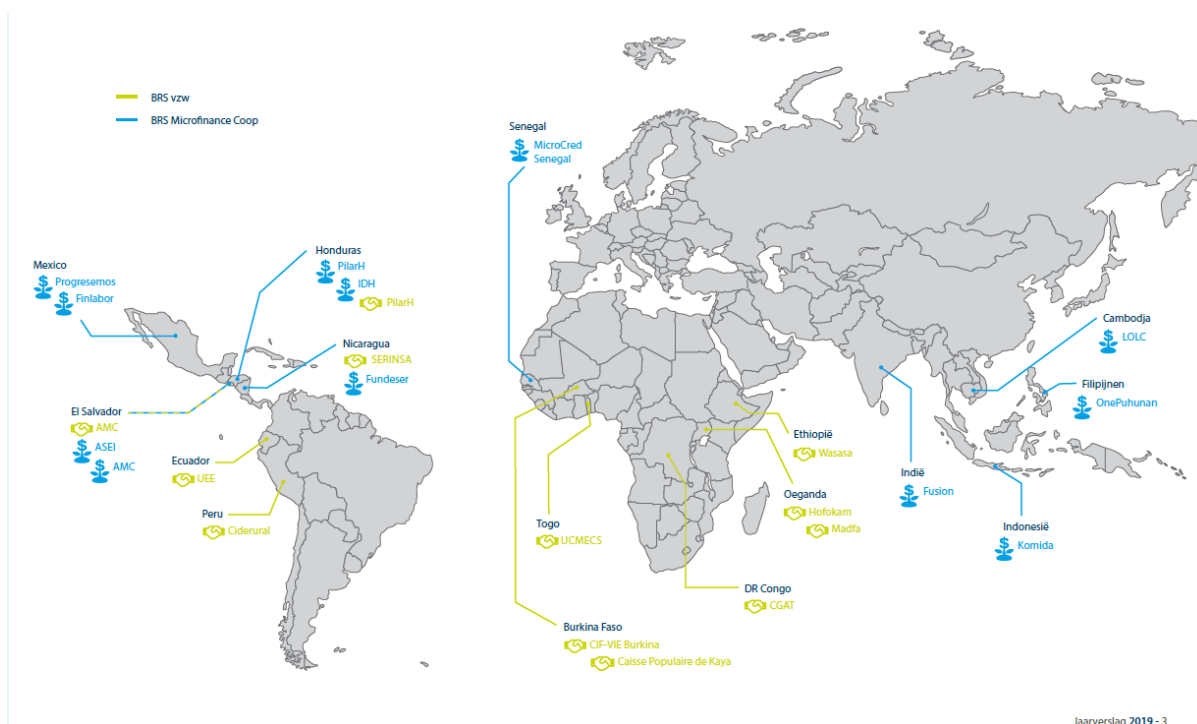 BRS vzw
BRS Microfinance Coop
Senegal
MicroCred
Senegal
Honduras
PilarH
IDH
PilarH
Mexico
Progresemos
Finlabor
Nicaragua
SERINSA
Fundeser
Cambodja
LOLC
Filipijnen
OnePuhunan
El Salvador
AMC
ASEI
AMC
Ecuador
UEE
Ethiopië
Wasasa
Indië
Fusion
Oeganda
Hofokam
Madfa
Peru
Ciderural
Togo
UCMECS
Indonesië
Komida
DR Congo
CGAT
Burkina Faso
CIF-VIE Burkina
Caisse Populaire de Kaya
Jaarverslag 2019 - 3